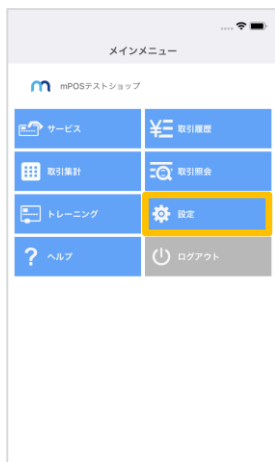 メインメニュー
mPOSテストショップ
サービス
取引履歴
取引集計
取引照会
トレーニング
設定
ヘルプ
ログアウト